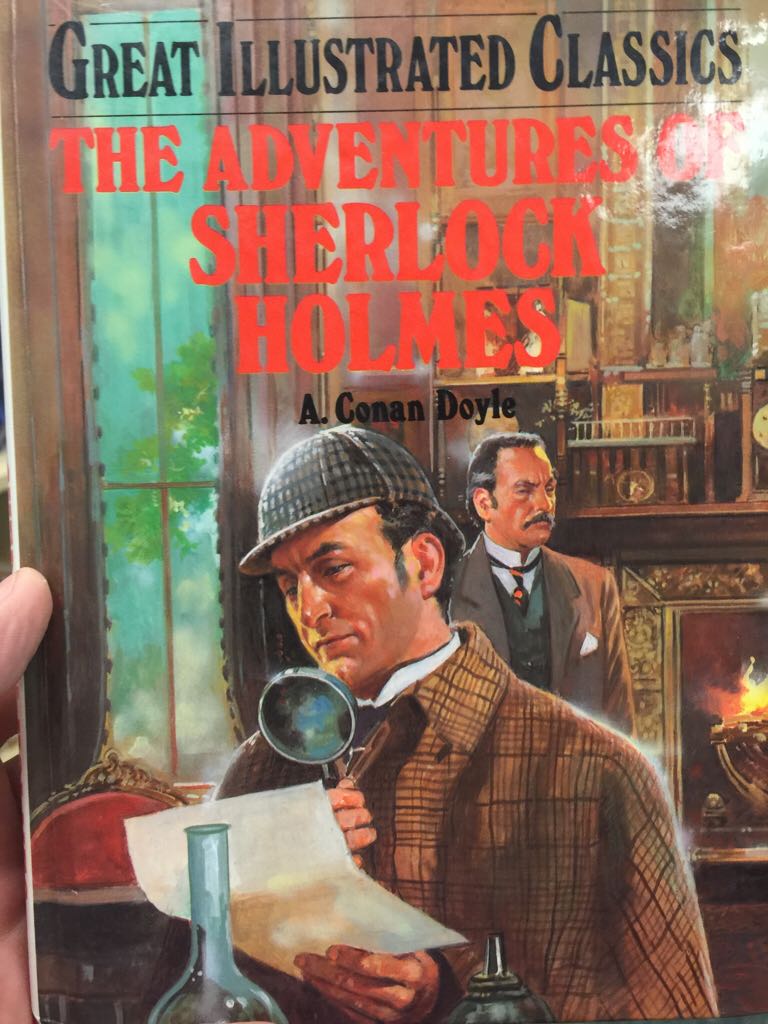 GREAT ILLUSTRATED CLASSICS
THE ADVENTURES OF
SHERLOCK
HOLMES
A. Conan Doyle